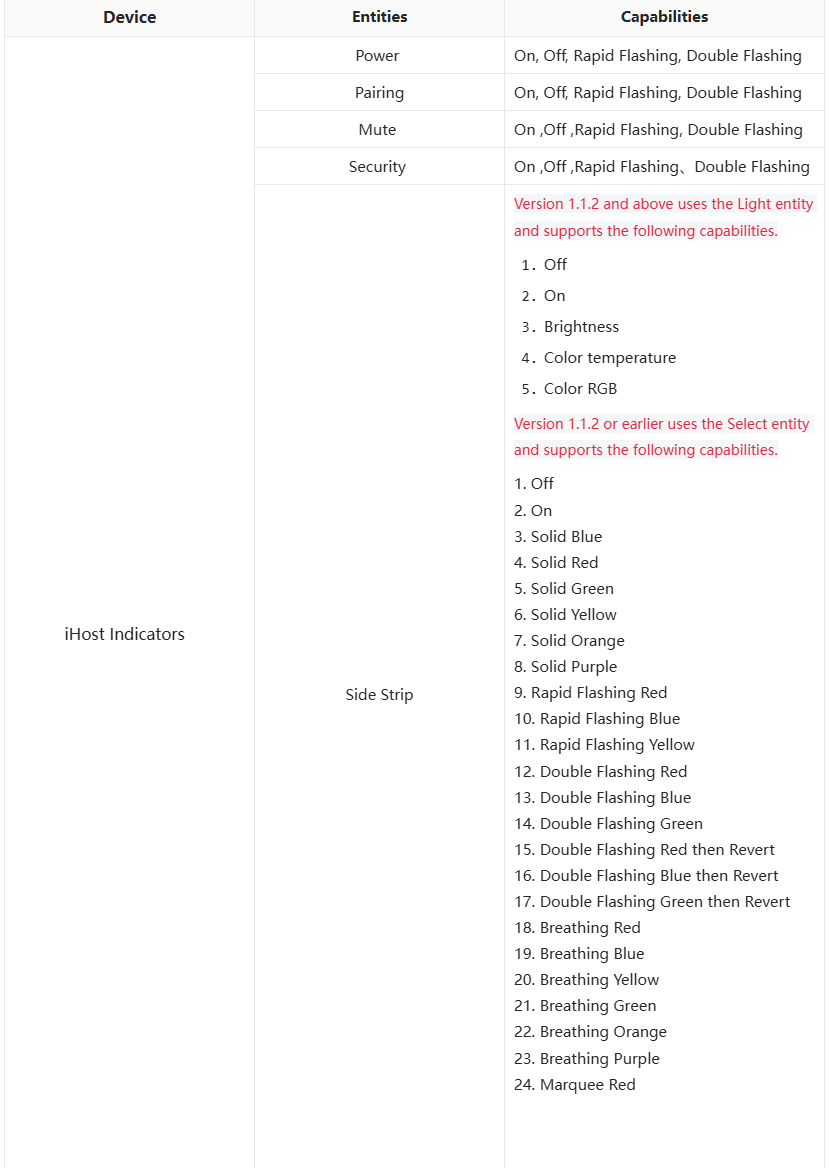 Device Entities Capabilities
Power On, Off, Rapid Flashing, Double Flashing
Pairing On, Off, Rapid Flashing, Double Flashing
Mute On ,Off ,Rapid Flashing, Double Flashing
Security On ,Off ,Rapid Flashing、Double Flashing
iHost Indicators
Side Strip
Version 1.1.2 and above uses the Light entity
and supports the following capabilities.
1. Off
2. On
3. Brightness
4. Color temperature
5. Color RGB
Version 1.1.2 or earlier uses the Select entity
and supports the following capabilities.
1. Off
2. On
3. Solid Blue
4. Solid Red
5. Solid Green
6. Solid Yellow
7. Solid Orange
8. Solid Purple
9. Rapid Flashing Red
10. Rapid Flashing Blue
11. Rapid Flashing Yellow
12. Double Flashing Red
13. Double Flashing Blue
14. Double Flashing Green
15. Double Flashing Red then Revert
16. Double Flashing Blue then Revert
17. Double Flashing Green then Revert
18. Breathing Red
19. Breathing Blue
20. Breathing Yellow
21. Breathing Green
22. Breathing Orange
23. Breathing Purple
24. Marquee Red